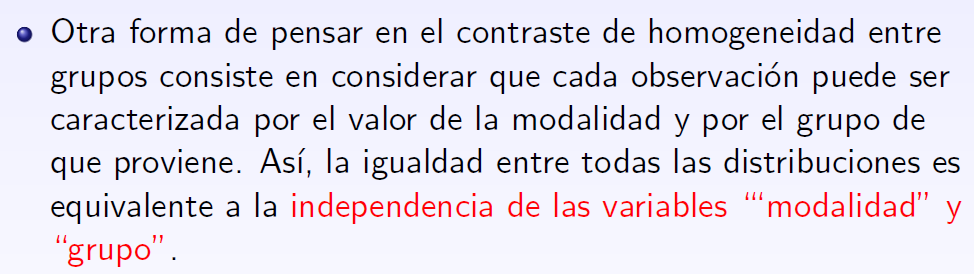 Otra forma de pensar en el contraste de homogeneidad entre
grupos consiste en considerar que cada observación puede ser
caracterizada por el valor de la modalidad y por el grupo de
que proviene. Así, la igualdad entre todas las distribuciones es
equivalente a la independencia de las variables “‘modalidad” y
“grupo”.